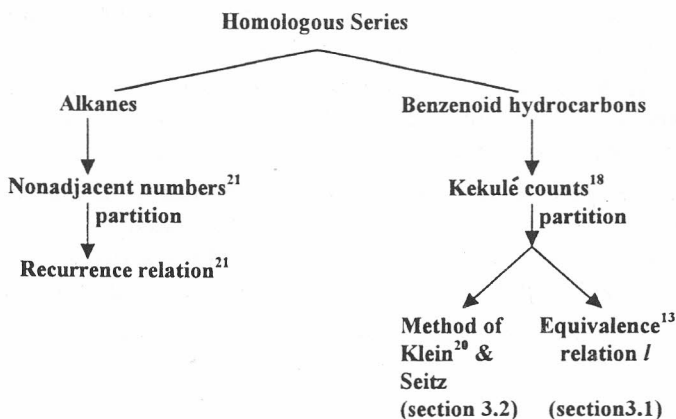 Homologous Series
Alkanes
Benzenoid hydrocarbons
Nonadjacent numbers21
partition
Recurrence relation21
Kekulé counts18
partition
Method of
Klein20 &
Seitz
(section 3.2)
Equivalence13
relation l
(section3.1)